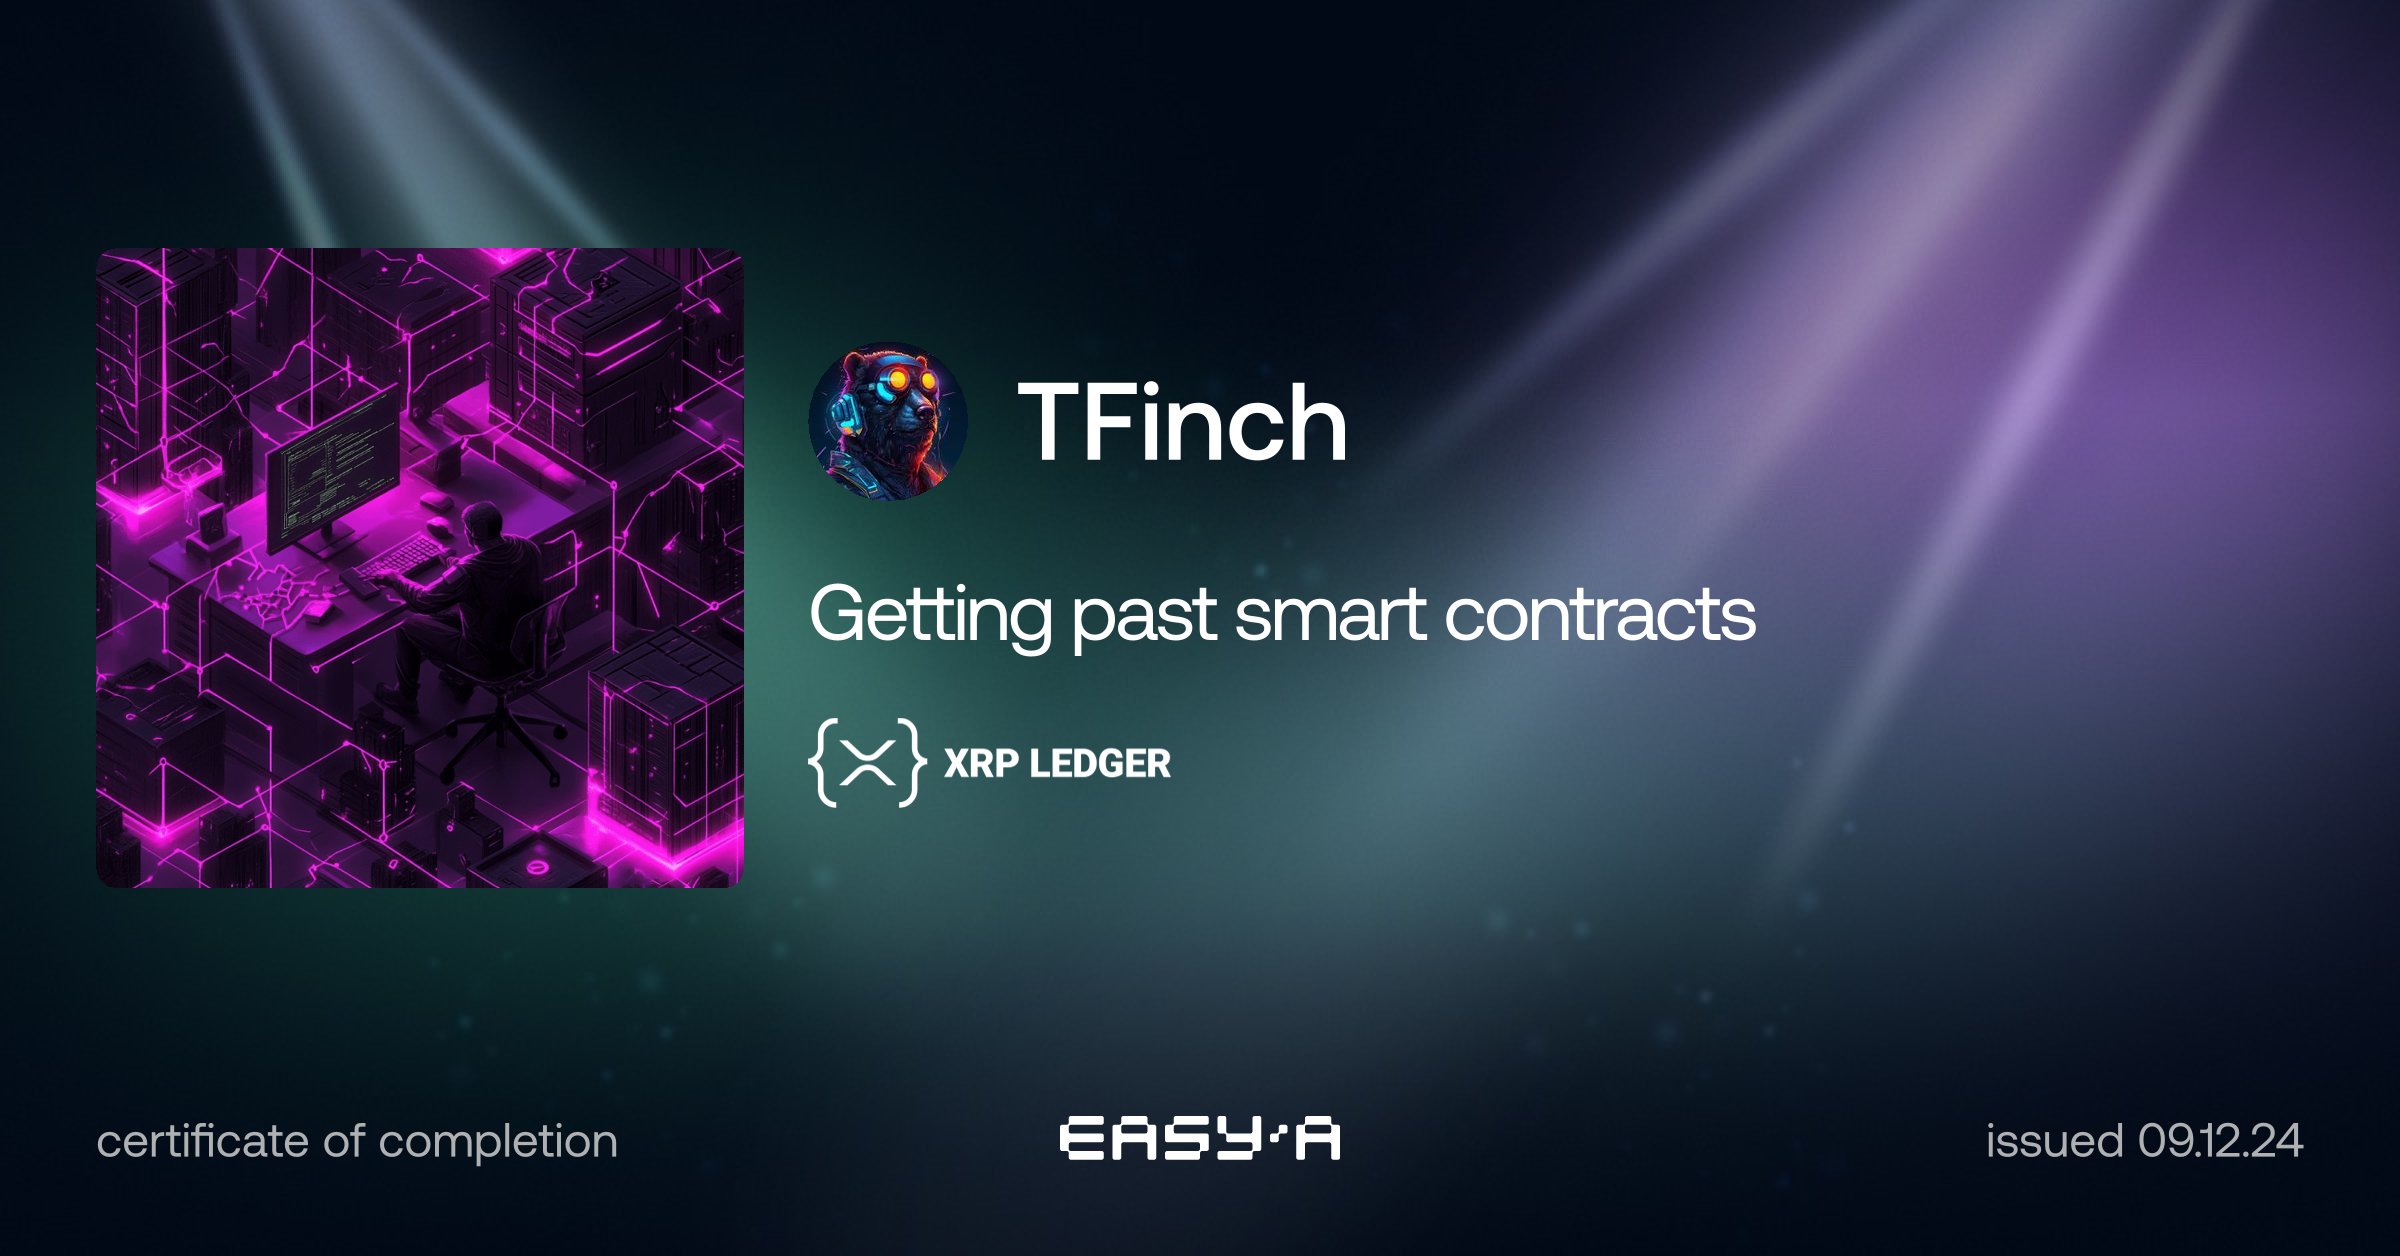 TFinch
Getting past smart contracts
XRP LEDGER
certificate of completion
EASY-A
issued 09.12.24